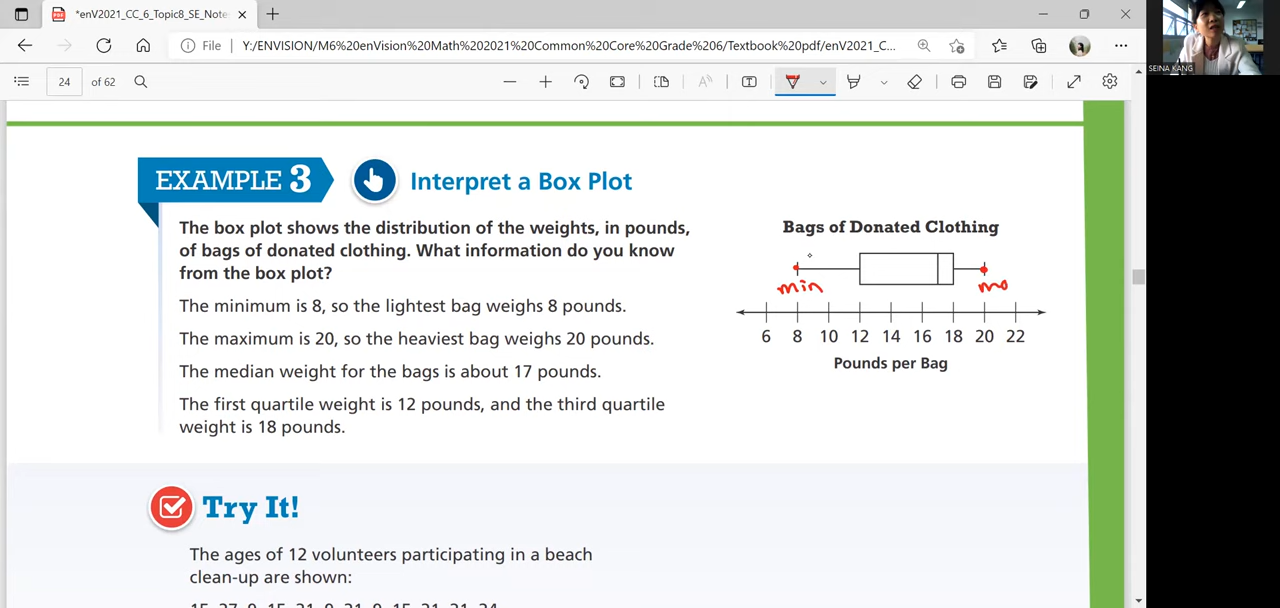 *enV2021_CC_6_Topic8_SE_Note
File
Y:/ENVISION/M6%20enVision%20Math%202021%20Common%20Core%20Grade%206/Textbook%20pdf/enV2021_C...
24 of 62
SEINA KANG
EXAMPLE 3 Interpret a Box Plot
The box plot shows the distribution of the weights, in pounds,
of bags of donated clothing. What information do you know
from the box plot?
The minimum is 8, so the lightest bag weighs 8 pounds.
The maximum is 20, so the heaviest bag weighs 20 pounds.
The median weight for the bags is about 17 pounds.
The first quartile weight is 12 pounds, and the third quartile
weight is 18 pounds.
Bags of Donated Clothing
min ma
6 8 10 12 14 16 18 20 22
Pounds per Bag
Try It!
The ages of 12 volunteers participating in a beach
clean-up are shown: